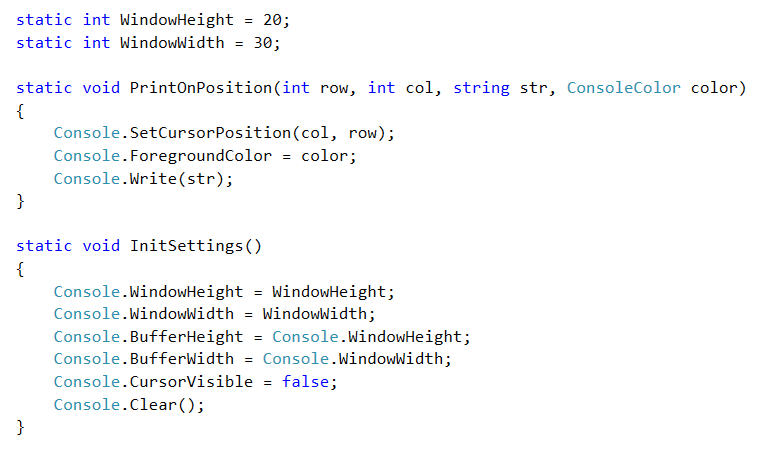 static int WindowHeight = 20;
static int WindowWidth = 30;

static void PrintOnPosition(int row, int col, string str, ConsoleColor color)
{
    Console.SetCursorPosition(col, row);
    Console.ForegroundColor = color;
    Console.Write(str);
}

static void InitSettings()
{
    Console.WindowHeight = WindowHeight;
    Console.WindowWidth = WindowWidth;
    Console.BufferHeight = Console.WindowHeight;
    Console.BufferWidth = Console.WindowWidth;
    Console.CursorVisible = false;
    Console.Clear();
}